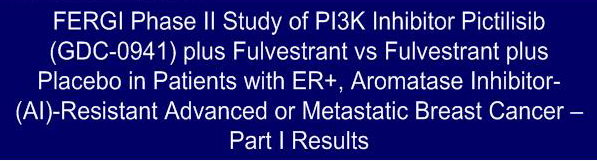 FERGI Phase II Study of PI3K Inhibitor Pictilisib
(GDC-0941) plus Fulvestrant vs Fulvestrant plus
Placebo in Patients with ER+, Aromatase Inhibitor-
(AI)-Resistant Advanced or Metastatic Breast Cancer –
Part I Results